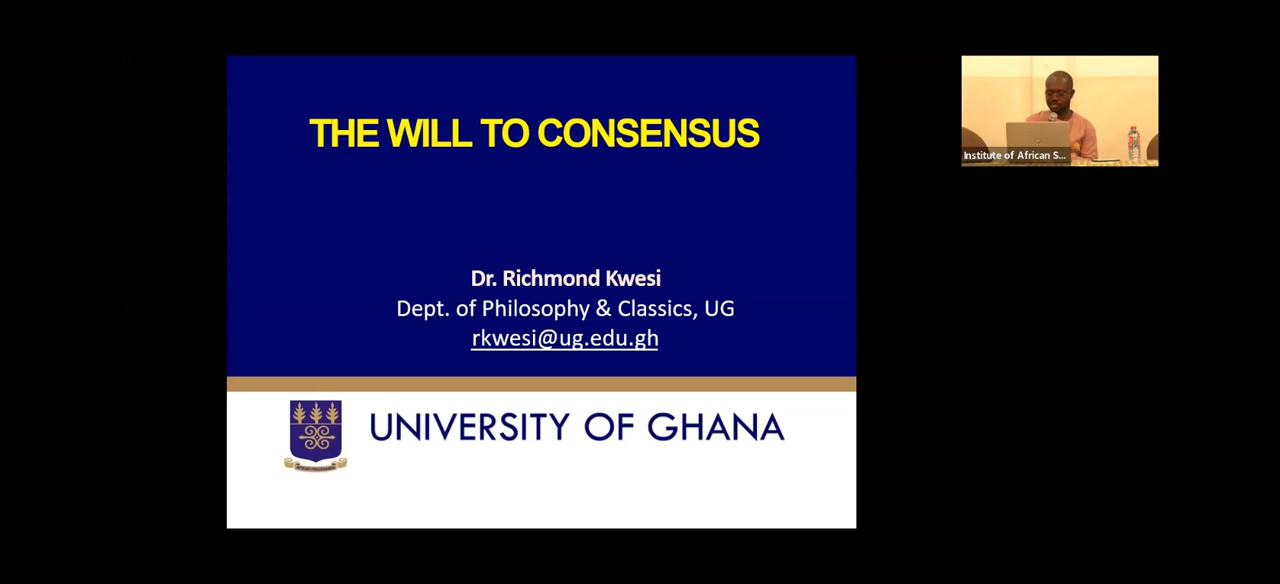 THE WILL TO CONSENSUS
Dr. Richmond Kwesi
Dept. of Philosophy & Classics, UG
rkwesi@ug.edu.gh
UNIVERSITY OF GHANA
Institute of African S...